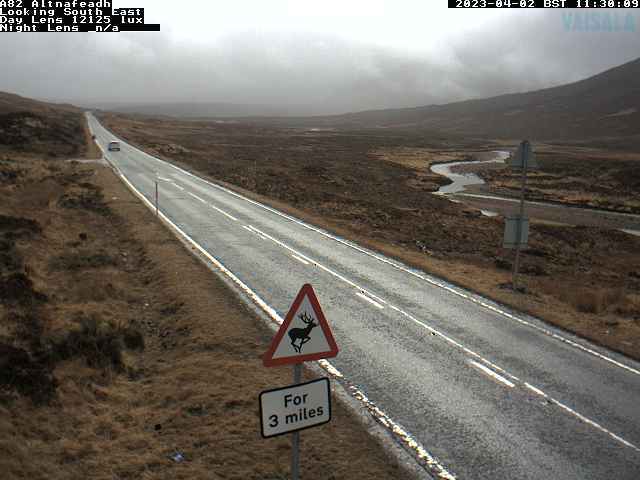 A82 Altnafeadh
Looking South East
Day Lens 12125 lux
Night Lens n/a
2023-04-02 BST 11:30:09
VAISALA
For
3 miles